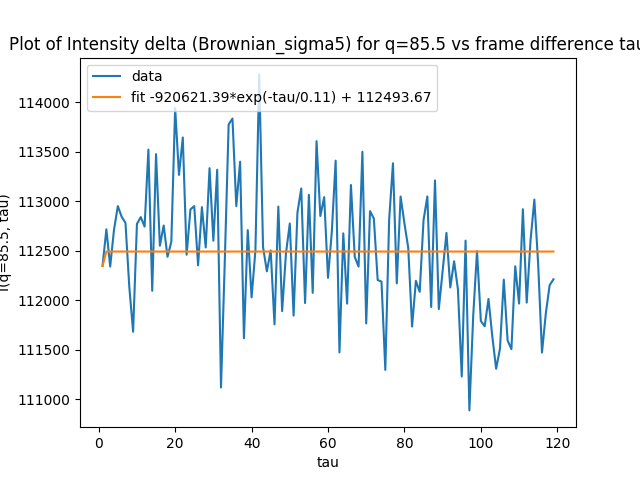 Plot of Intensity delta (Brownian_sigma5) for q=85.5 vs frame difference tau
data
fit -920621.39*exp(-tau/0.11) + 112493.67
114000
113500
113000
112500
112000
111500
111000
I(q=85.5, tau)
0
20
40
60
80
100
120
tau